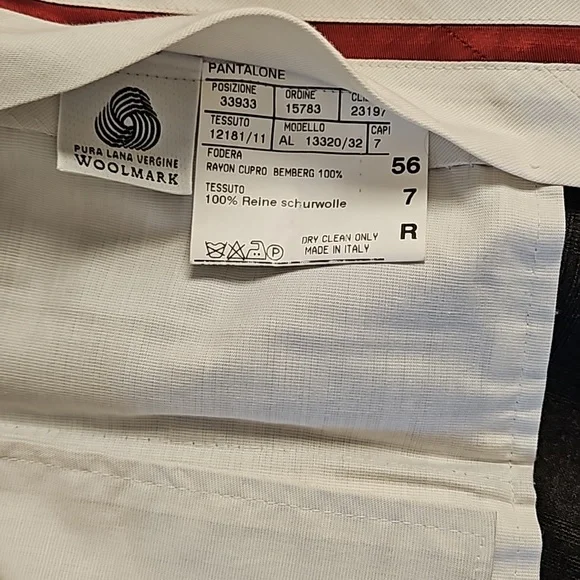 PANTALONE
POSIZIONE ORDINE
33933 15783 23197
TESSUTO MODELLO CAPI
12181/11 AL 13320/32 7
FODERA
RAYON CUPRO BEMBERG 100% 56
TESSUTO 7
100% Reine schurwolle
R
DRY CLEAN ONLY
MADE IN ITALY
P
PURA LANA VERGINE
WOOLMARK